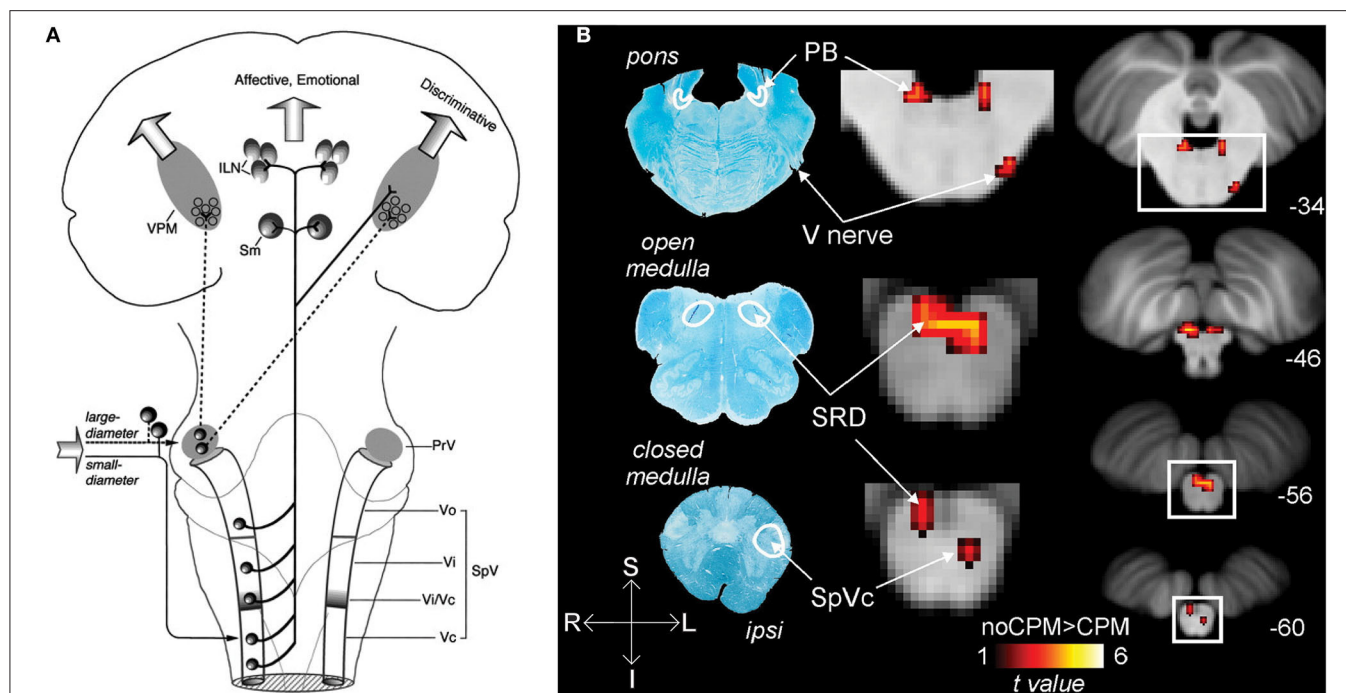 A
Affective, Emotional
Discriminative
ILN
VPM
Sm
large-
diameter
small-
diameter
PrV
Vo
Vi
SpV
Vi/Vc
Vc
B
pons
PB
V nerve
-34
open
medulla
-46
SRD
closed
medulla
-56
SpVc
S
R L
I
ipsi
noCPM>CPM
1 6
t value
-60